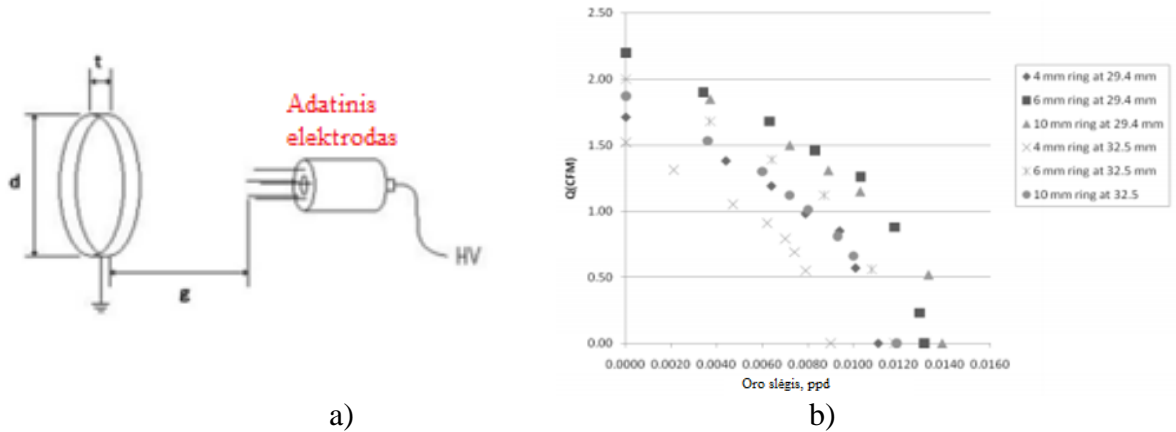 t
Adatinis
elektrodas
d
HV
g
a)
2.50
2.00
1.50
1.00
0.50
0.00
Q(CFM)
0.0000 0.0020 0.0040 0.0060 0.0080 0.0100 0.0120 0.0140 0.0160
Oro slėgis, ppd
4 mm ring at 29.4 mm
6 mm ring at 29.4 mm
10 mm ring at 29.4 mm
4 mm ring at 32.5 mm
6 mm ring at 32.5 mm
10 mm ring at 32.5
b)